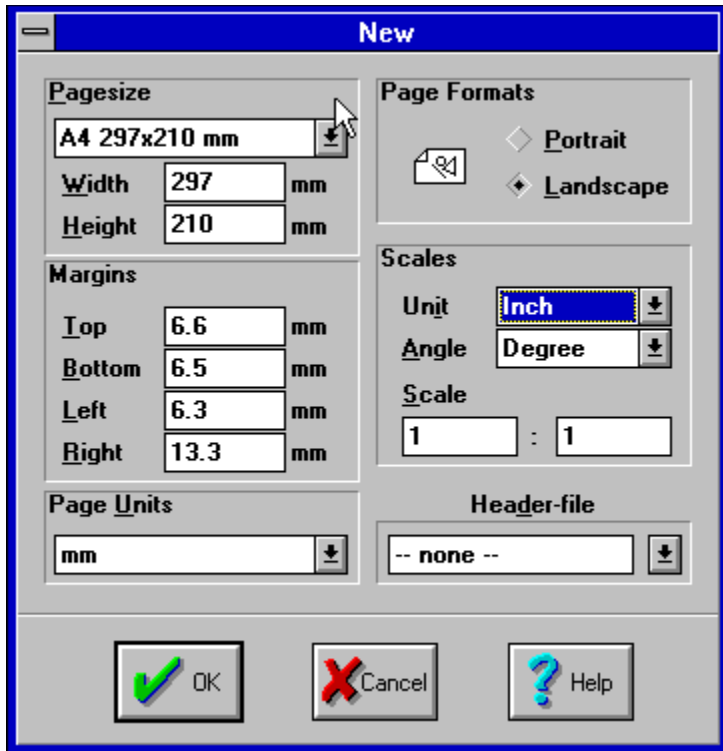 New
Pagesize
A4 297x210 mm
Width 297 mm
Height 210 mm
Margins
Top 6.6 mm
Bottom 6.5 mm
Left 6.3 mm
Right 13.3 mm
Page Units
mm
Page Formats
Portrait
Landscape
Scales
Unit Inch
Angle Degree
Scale
1 : 1
Header-file
-- none --
OK
Cancel
Help